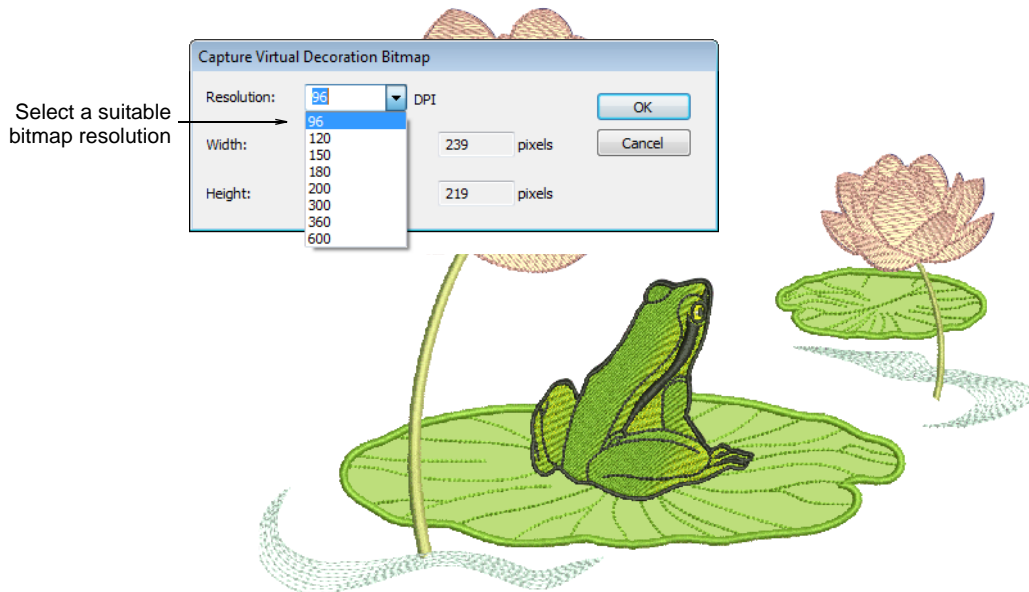 Capture Virtual Decoration Bitmap
Select a suitable
bitmap resolution
Resolution: 96 DPI
96
120
150
180
200
300
360
600
Width: 239 pixels
Height: 219 pixels
OK
Cancel